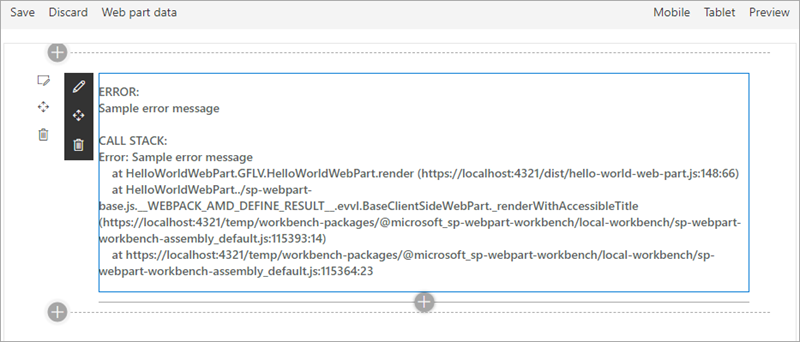 Save Discard Web part data Mobile Tablet Preview
ERROR:
Sample error message
CALL STACK:
Error: Sample error message
at HelloWorldWebPart.GFLV.HelloWorldWebPart.render (https://localhost:4321/dist/hello-world-web-part.js:148:66)
at HelloWorldWebPart../sp-webpart-
base.js.__WEBPACK_AMD_DEFINE_RESULT__.evvl.BaseClientSideWebPart._renderWithAccessibleTitle
(https://localhost:4321/temp/workbench-packages/@microsoft_sp-webpart-workbench/local-workbench/sp-webpart-
workbench-assembly_default.js:115393:14)
at https://localhost:4321/temp/workbench-packages/@microsoft_sp-webpart-workbench/local-workbench/sp-
webpart-workbench-assembly_default.js:115364:23